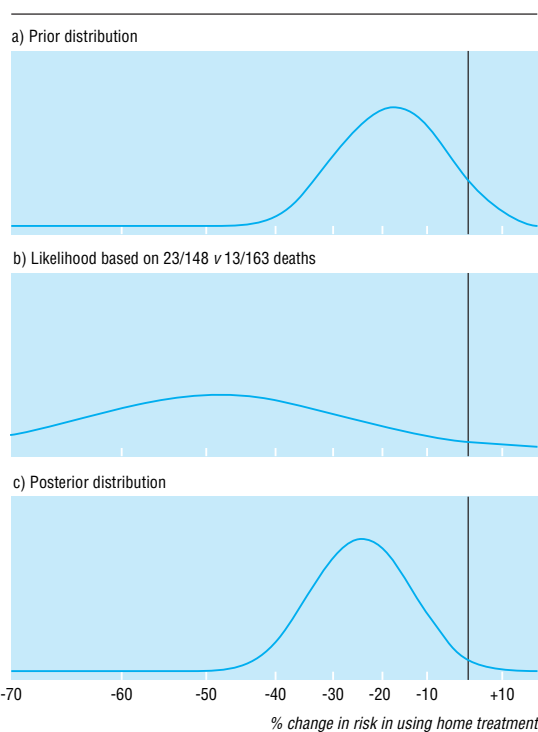 a) Prior distribution
b) Likelihood based on 23/148 v 13/163 deaths
c) Posterior distribution
-70 -60 -50 -40 -30 -20 -10 +10
% change in risk in using home treatment